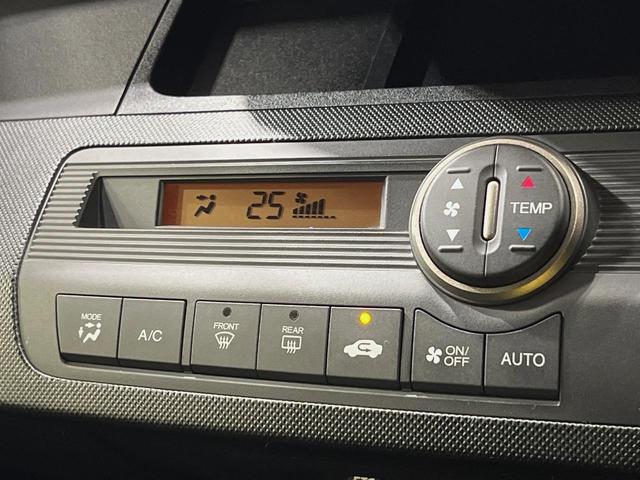 25
TEMP
MODE
A/C
FRONT
REAR
ON/
OFF
AUTO